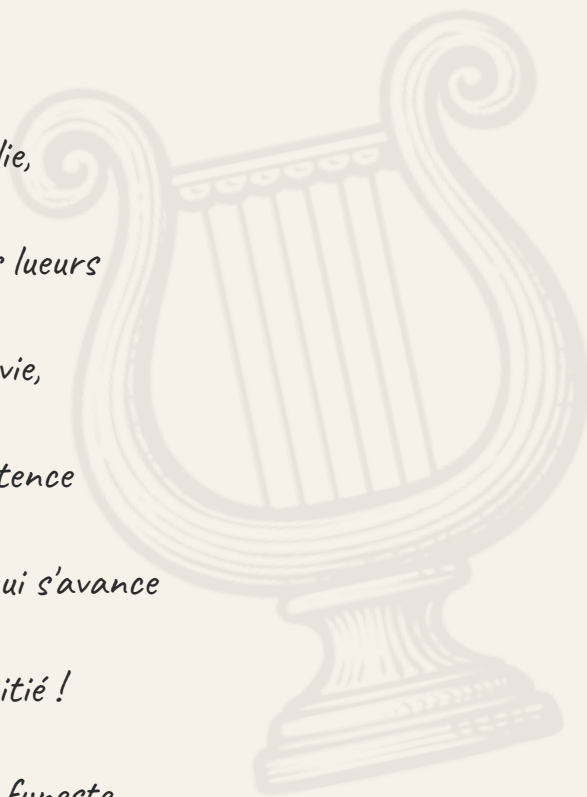 lie,
lueurs
vie,
tence
ui s'avance
itié !
funeste